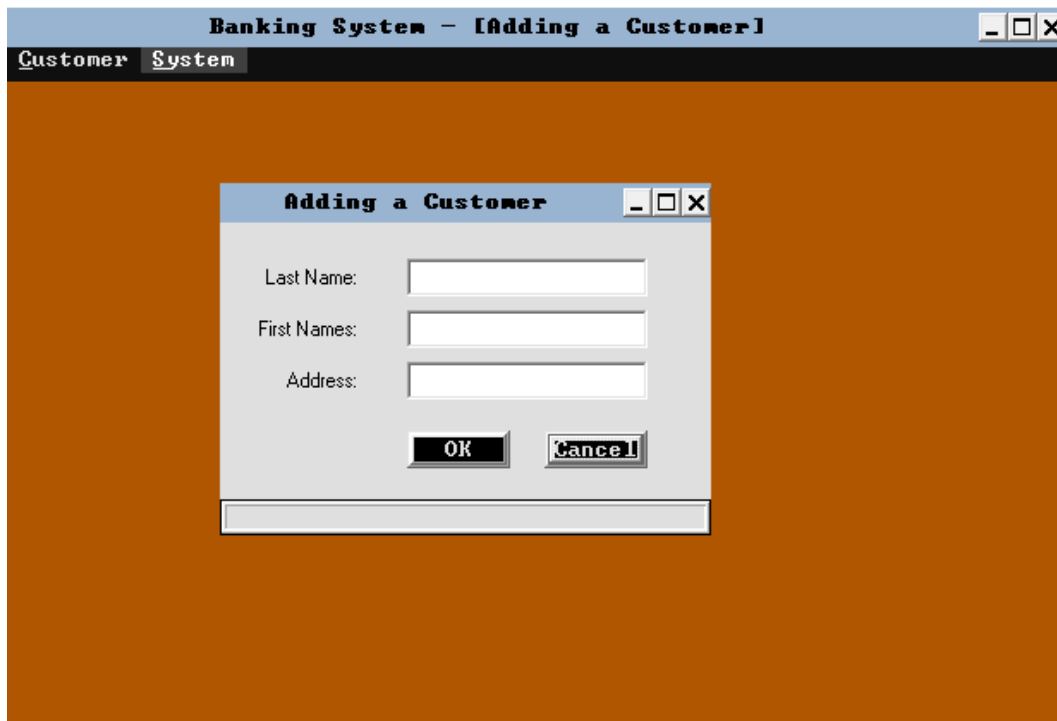 Banking System - [Adding a Customer]
Customer System
Adding a Customer
Last Name:
First Names:
Address:
OK Cancel